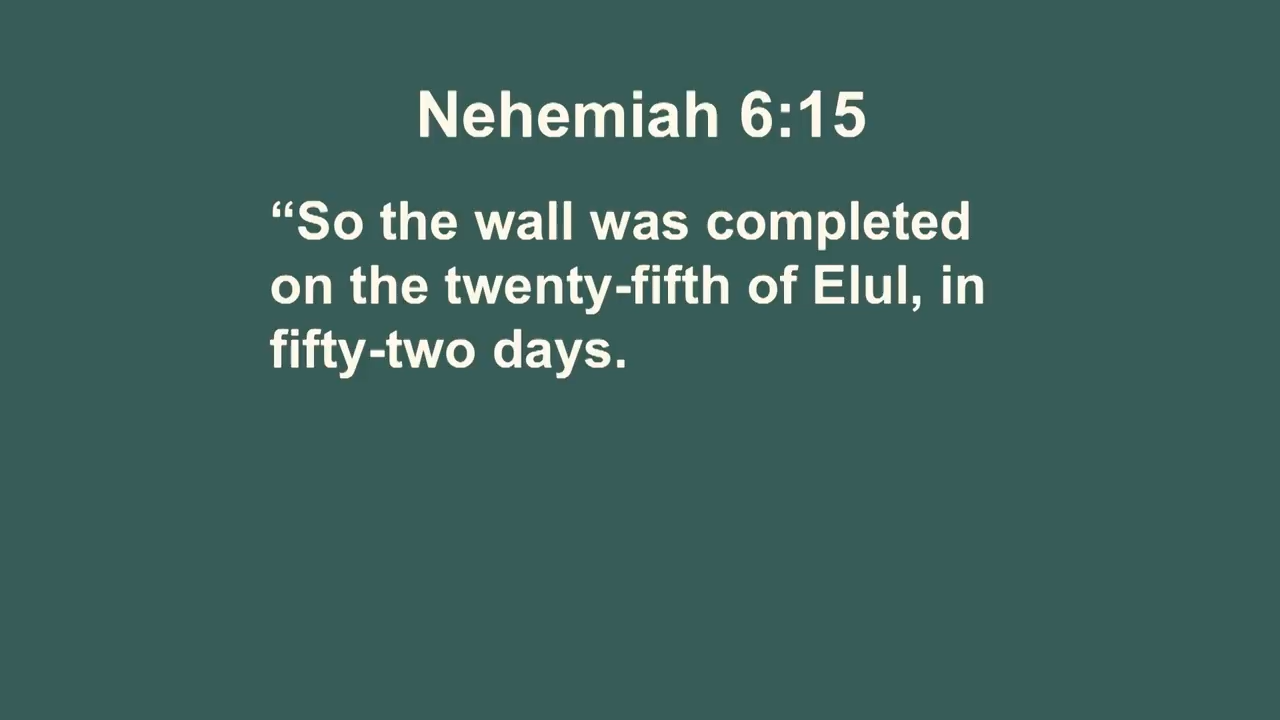 Nehemiah 6:15
“So the wall was completed
on the twenty-fifth of Elul, in
fifty-two days.